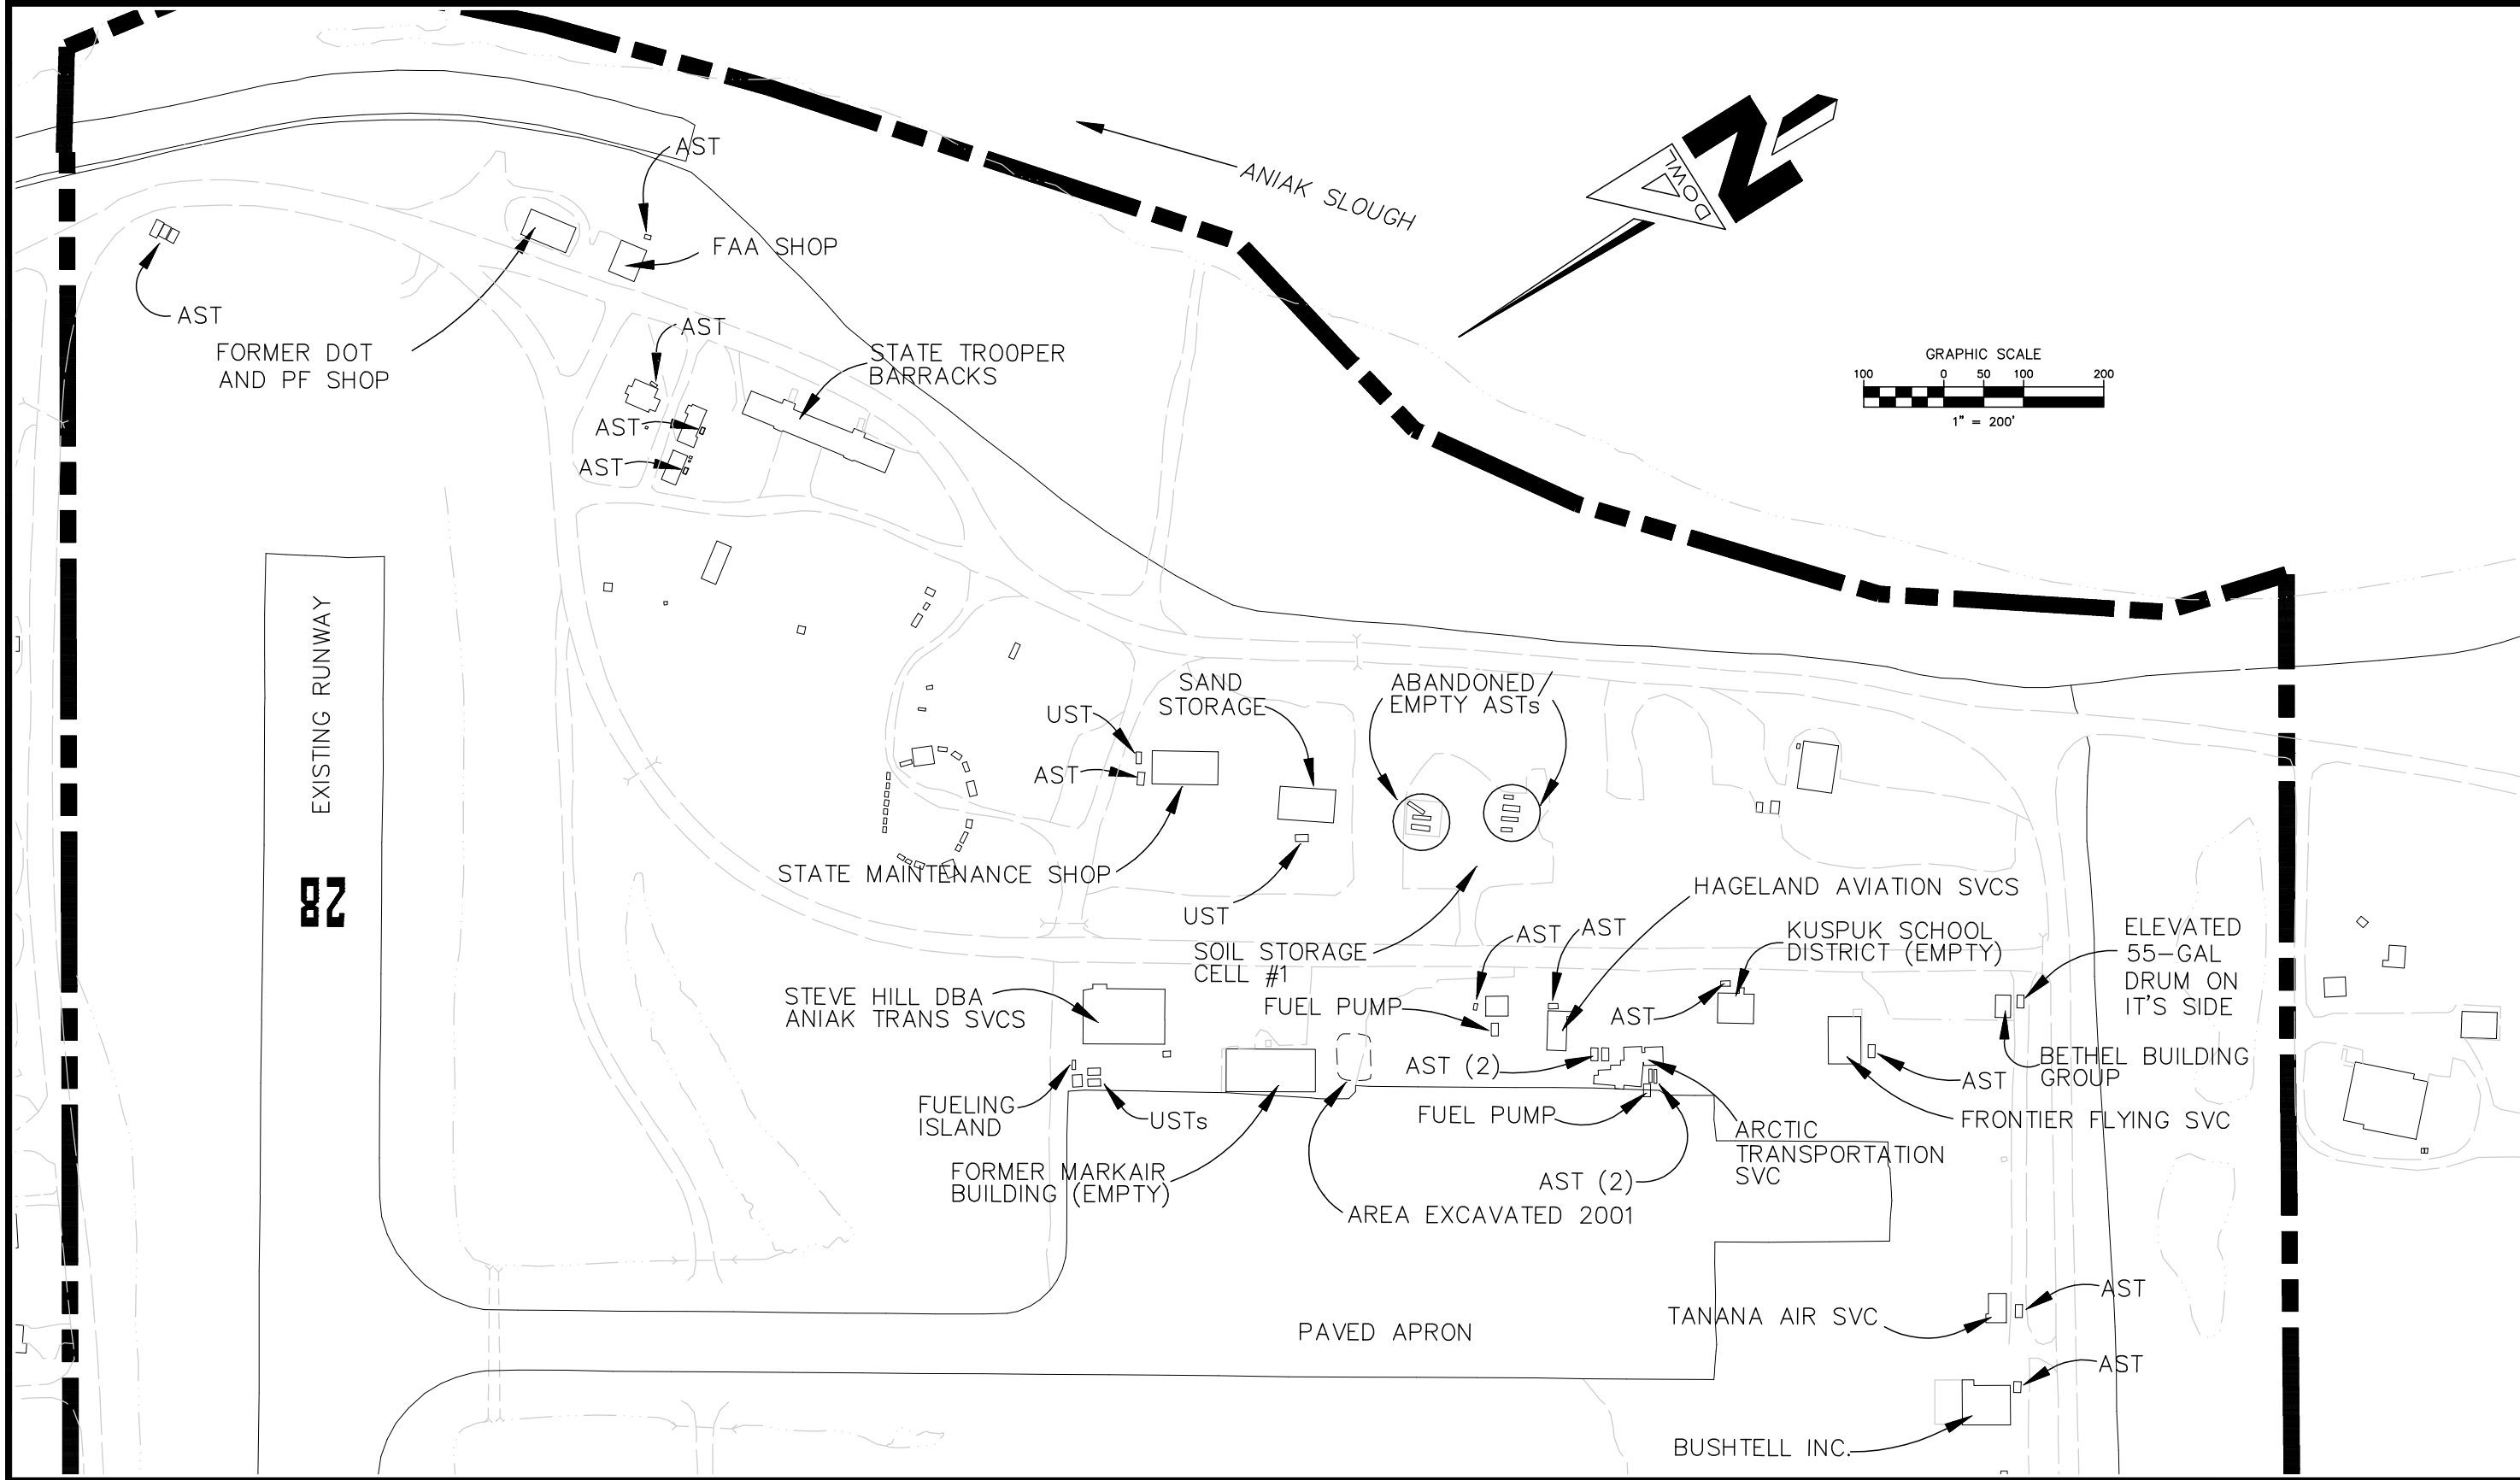 AST
ANIAK SLOUGH
DOWL
N
FAA SHOP
AST
FORMER DOT
AND PF SHOP
AST
STATE TROOPER
BARRACKS
GRAPHIC SCALE
100 0 50 100 200
1" = 200'
AST
AST
EXISTING RUNWAY
28
SAND
STORAGE
ABANDONED
EMPTY ASTs
UST
AST
STATE MAINTENANCE SHOP
UST
HAGELAND AVIATION SVCS
SOIL STORAGE
CELL #1
AST
AST
KUSPUK SCHOOL
DISTRICT (EMPTY)
ELEVATED
55-GAL
DRUM ON
IT'S SIDE
STEVE HILL DBA
ANIAK TRANS SVCS
FUEL PUMP
AST
AST (2)
BETHEL BUILDING
GROUP
AST
FUELING
ISLAND
USTs
FUEL PUMP
FRONTIER FLYING SVC
ARCTIC
TRANSPORTATION
SVC
FORMER MARKAIR
BUILDING (EMPTY)
AST (2)
AREA EXCAVATED 2001
AST
TANANA AIR SVC
PAVED APRON
AST
BUSHTELL INC.